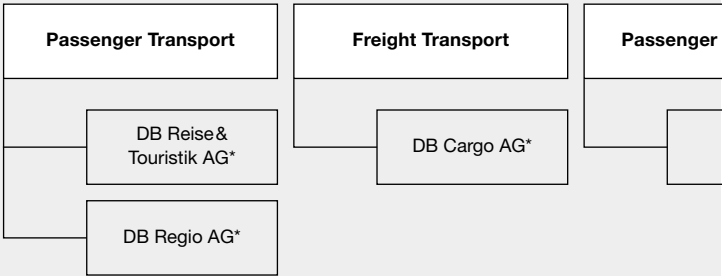 Passenger Transport
Freight Transport
Passenger
DB Reise &
Touristik AG*
DB Cargo AG*
DB Regio AG*